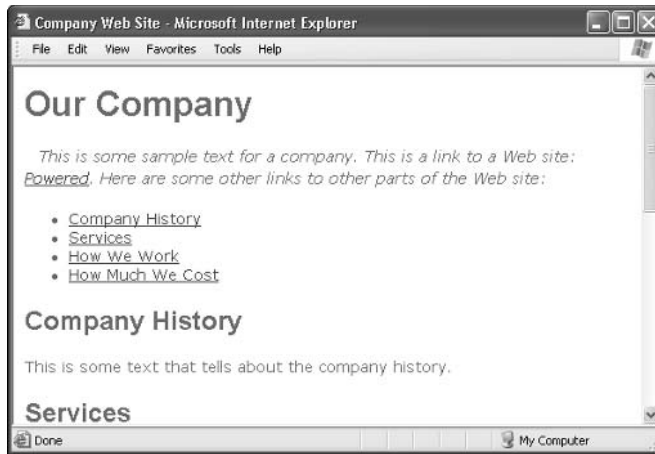 Company Web Site - Microsoft Internet Explorer
File Edit View Favorites Tools Help
Our Company
This is some sample text for a company. This is a link to a Web site:
Powered. Here are some other links to other parts of the Web site:
• Company History
• Services
• How We Work
• How Much We Cost
Company History
This is some text that tells about the company history.
Services
Done My Computer